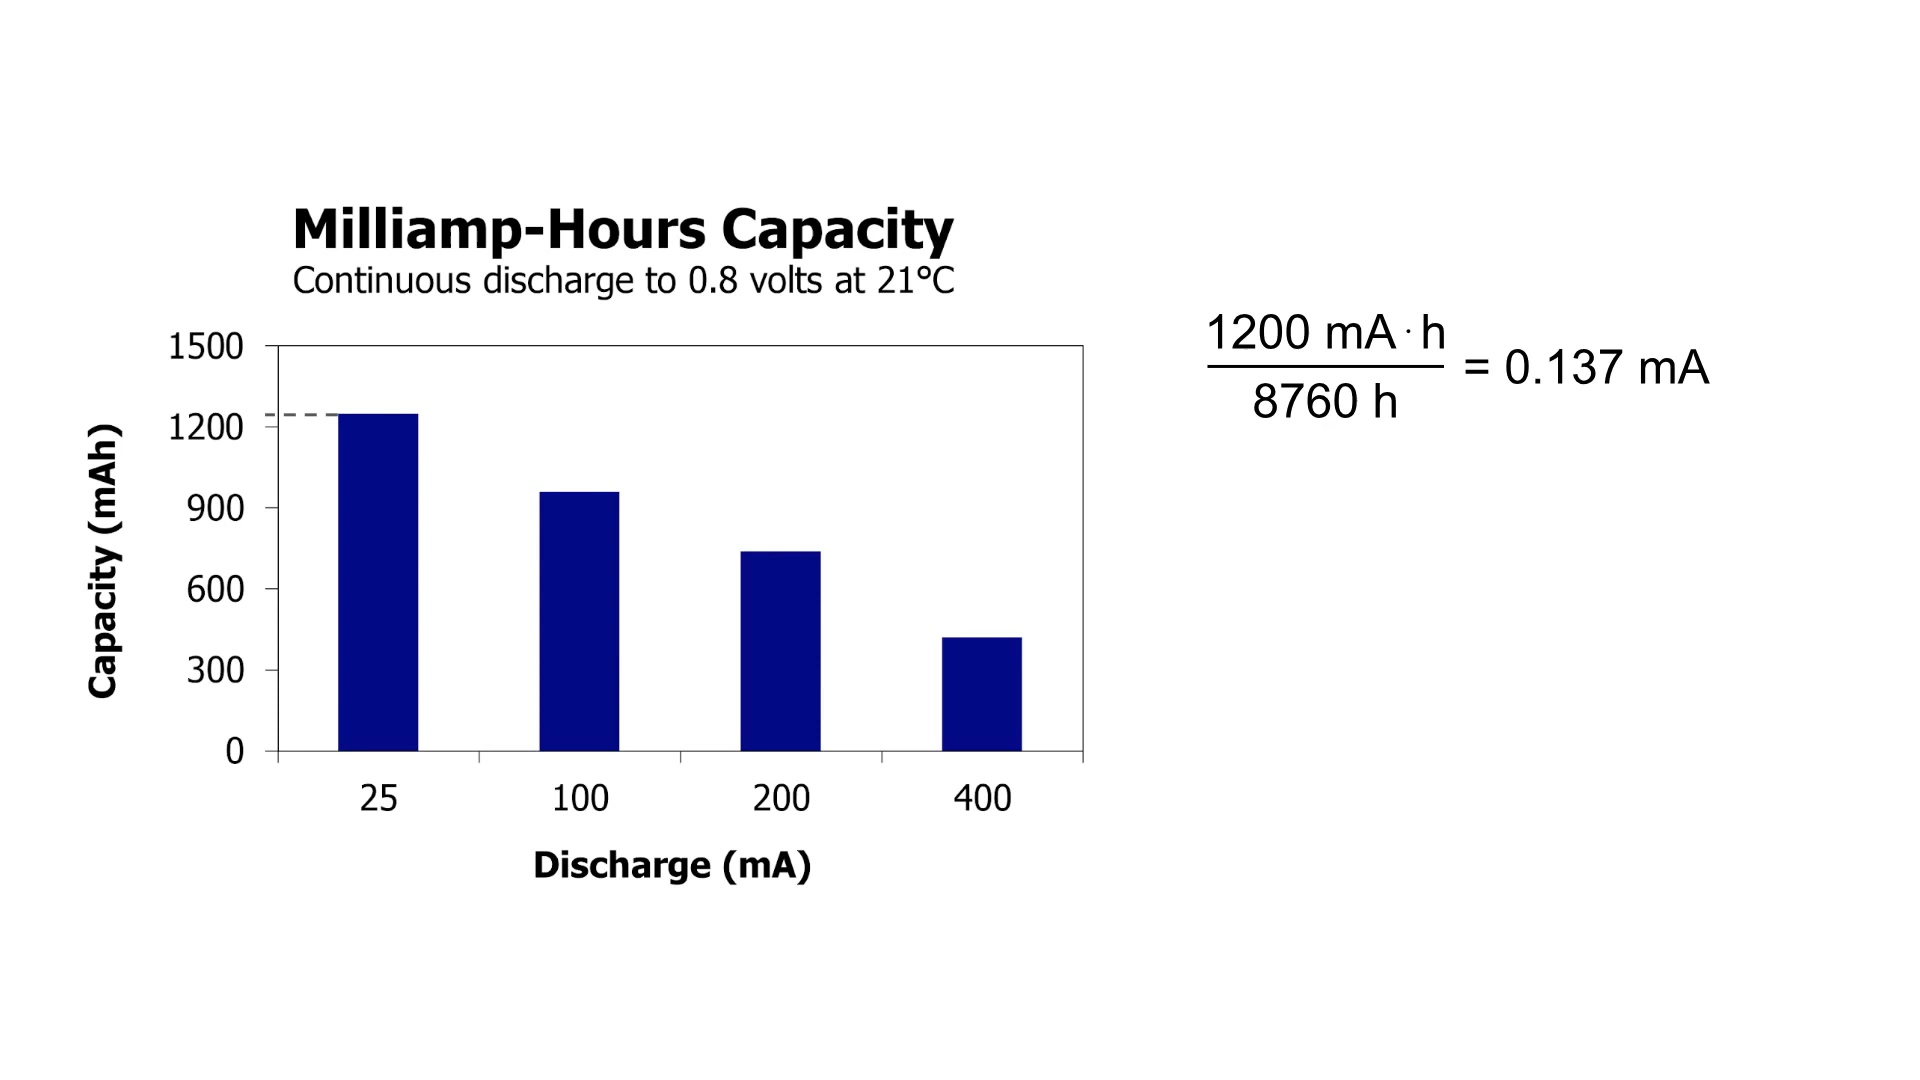 Milliamp-Hours Capacity
Continuous discharge to 0.8 volts at 21°C
Capacity (mAh)
1500
1200
900
600
300
0
25 100 200 400
Discharge (mA)
1200 mA·h
8760 h
= 0.137 mA